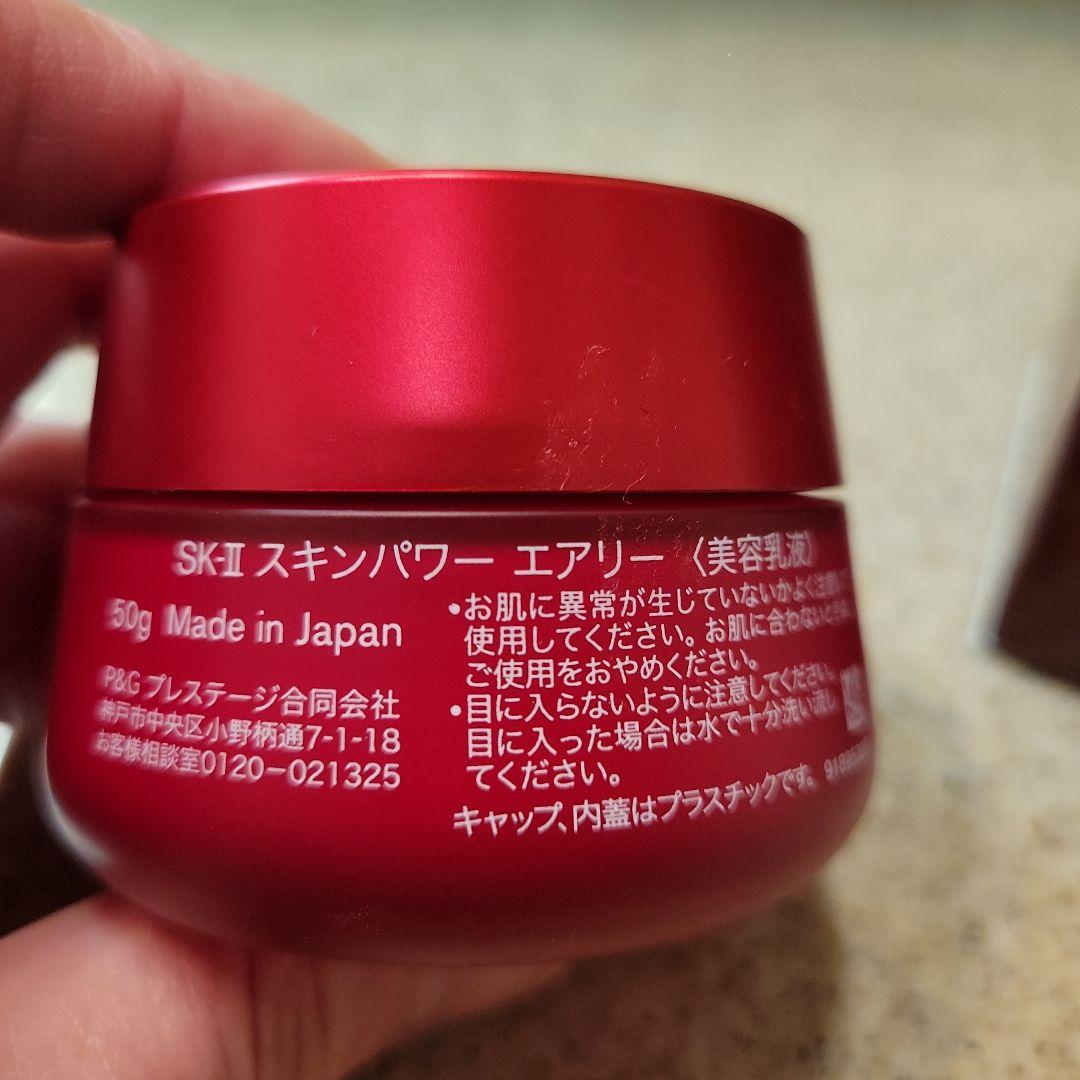 SK-II スキンパワー エアリー 〈美容乳液〉
50g Made in Japan
P&G プレステージ合同会社
神戸市中央区小野柄通7-1-18
お客様相談室0120-021325
•お肌に異常が生じていないかよく注意して
使用してください。お肌に合わないときは
ご使用をおやめください。
•目に入らないように注意してください。
目に入った場合は水で十分洗い流し
てください。
キャップ、内蓋はプラスチックです。